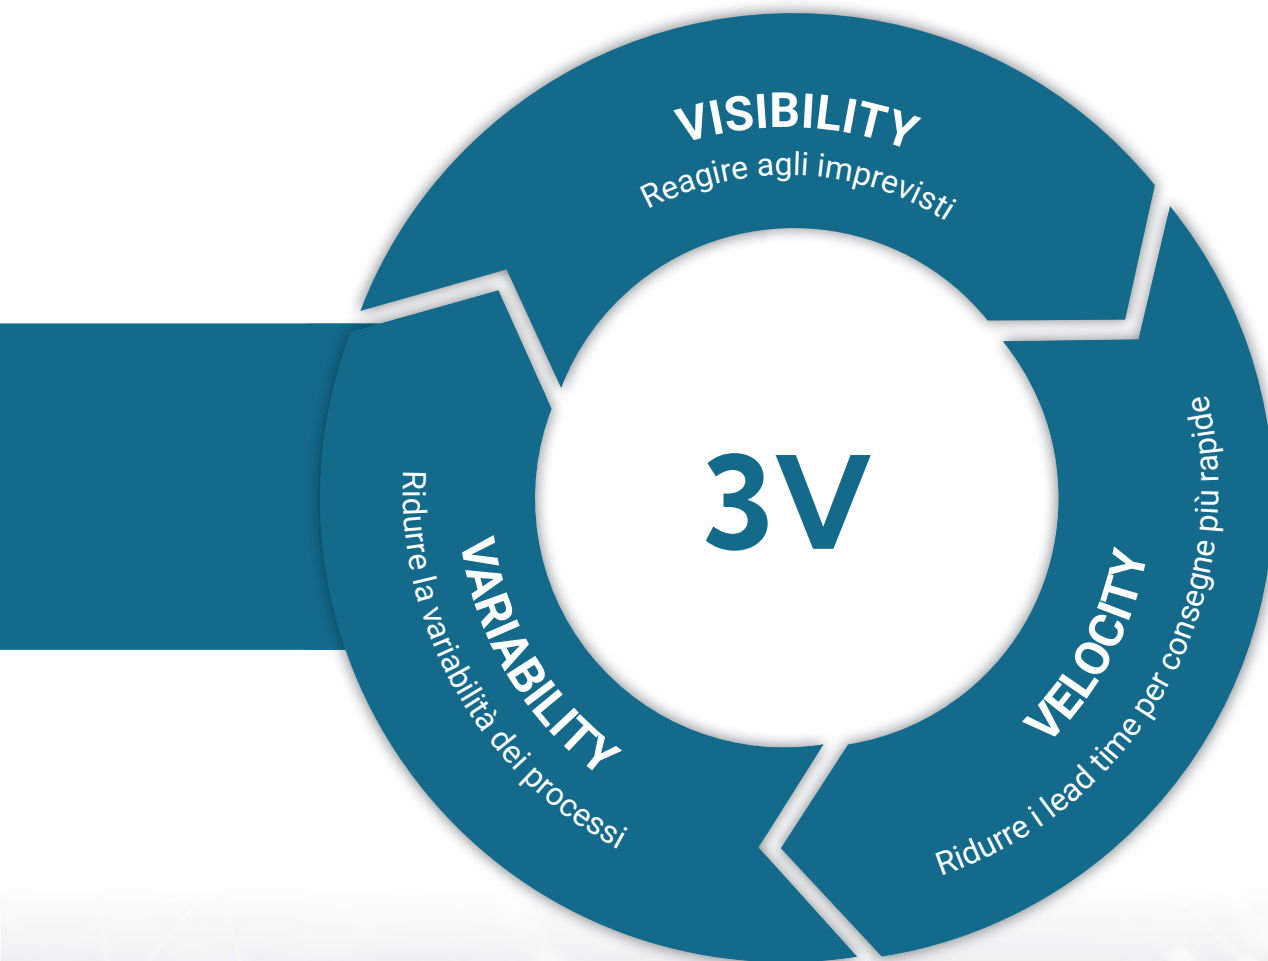 VISIBILITY
Reagire agli imprevisti
3V
VELOCITY
Ridurre i lead time per consegne più rapide
VARIABILITY
Ridurre la variabilità dei processi